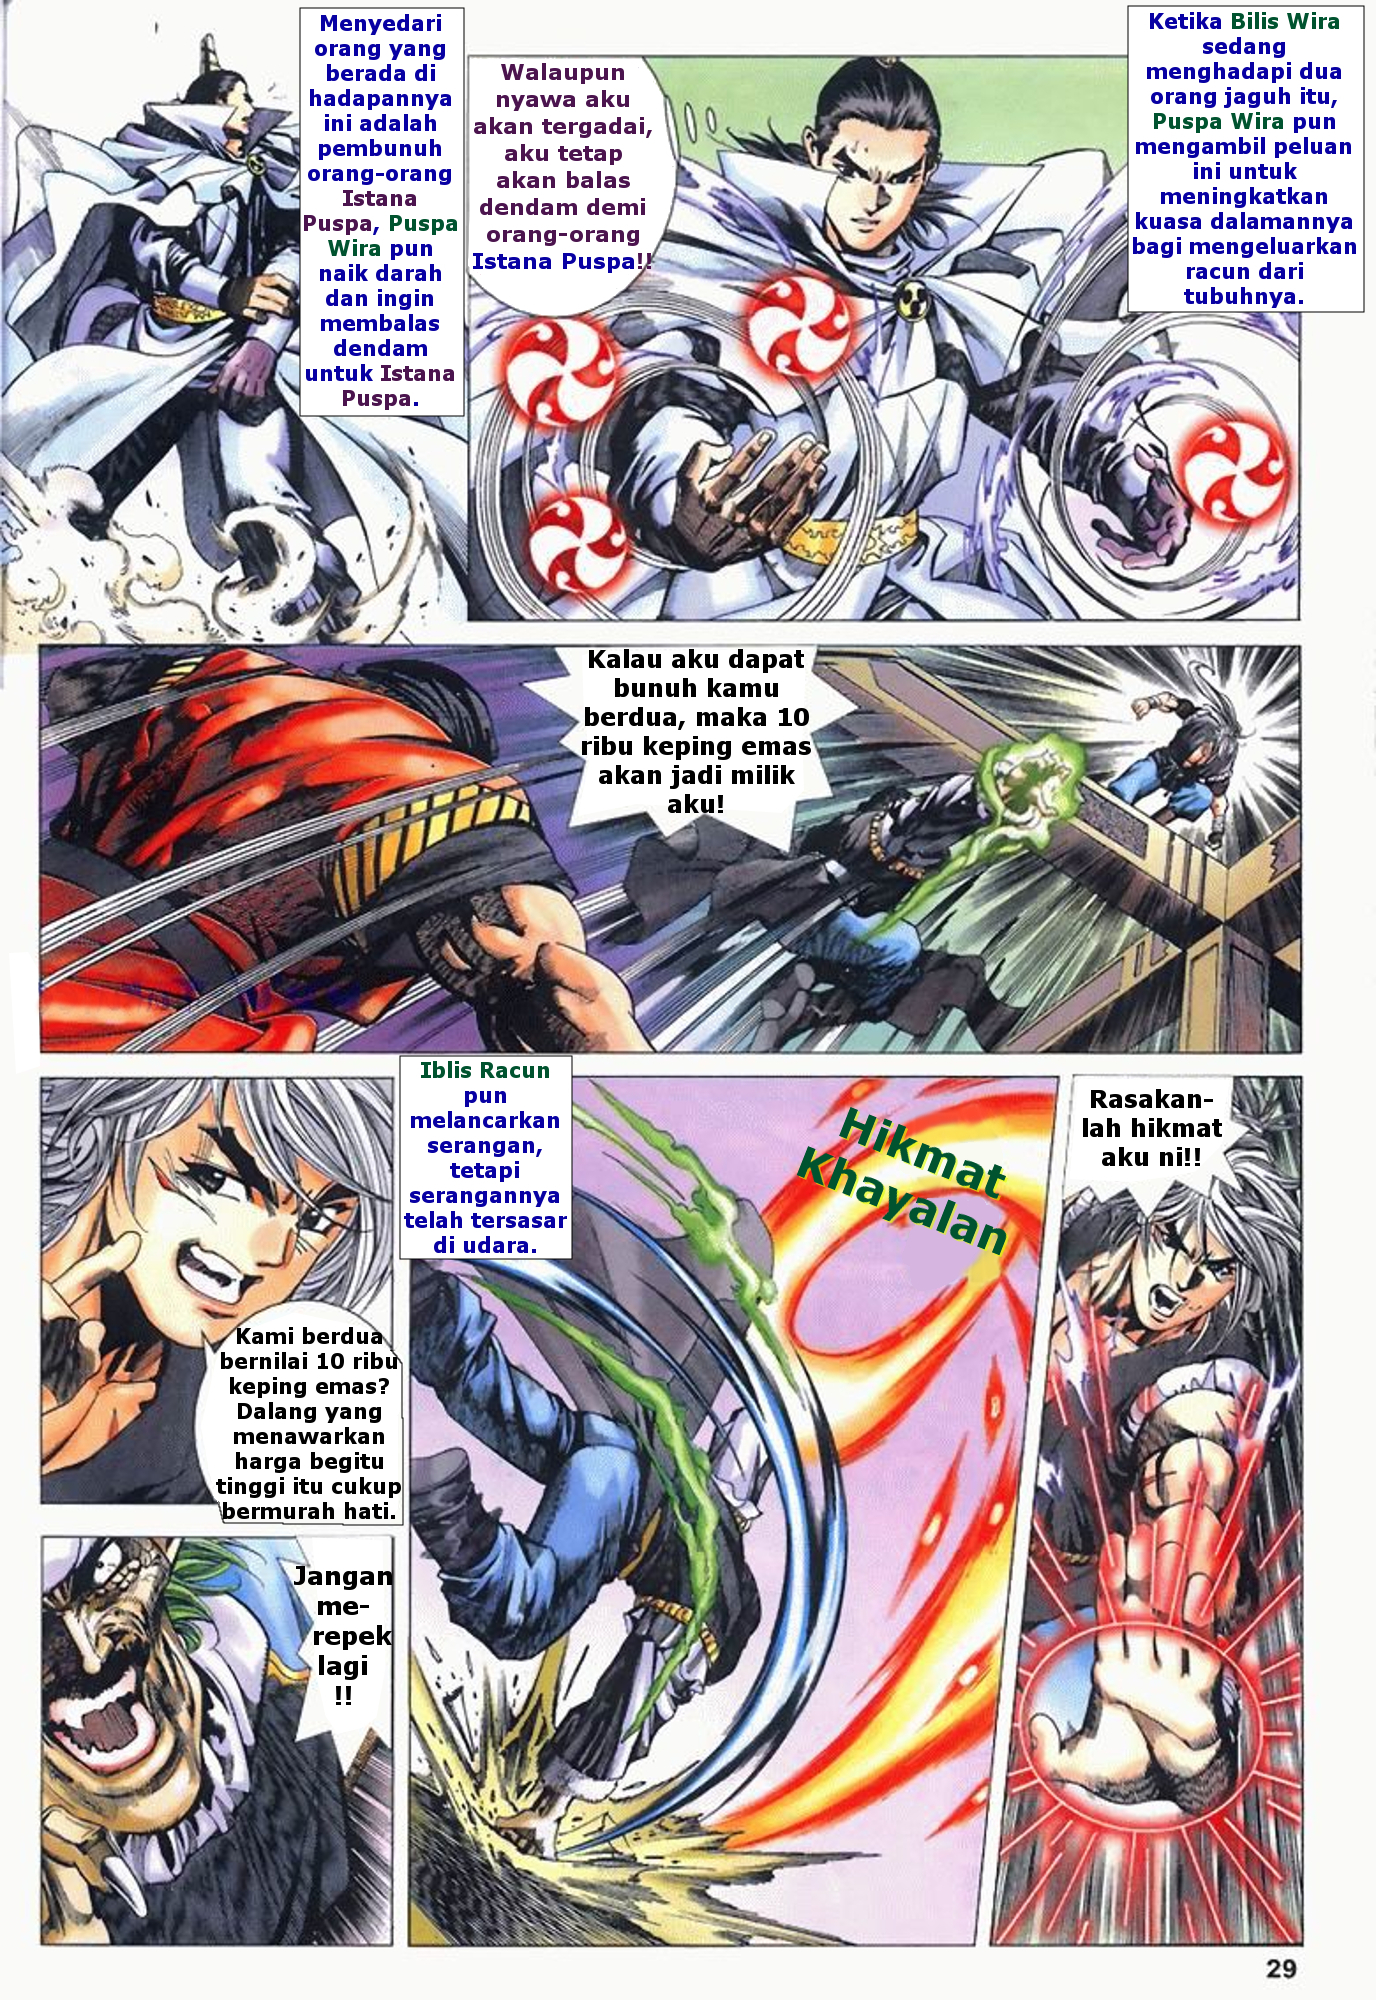 Menyedari
orang yang
berada di
hadapannya
ini adalah
pembunuh
orang-orang
Istana
Puspa, Puspa
Wira pun
naik darah
dan ingin
membalas
dendam
untuk Istana
Puspa.
Walaupun
nyawa aku
akan tergadai,
aku tetap
akan balas
dendam demi
orang-orang
Istana Puspa!!
Ketika Bilis Wira
sedang
menghadapi dua
orang jaguh itu,
Puspa Wira pun
mengambil peluan
ini untuk
meningkatkan
kuasa dalamannya
bagi mengeluarkan
racun dari
tubuhnya.
Kalau aku dapat
bunuh kamu
berdua, maka 10
ribu keping emas
akan jadi milik
aku!
Kami berdua
bernilai 10 ribu
keping emas?
Dalang yang
menawarkan
harga begitu
tinggi itu cukup
bermurah hati.
Iblis Racun
pun
melancarkan
serangan,
tetapi
serangannya
telah tersasar
di udara.
Hikmat
Khayalan
Rasakan-
lah hikmat
aku ni!!
Jangan
me-
repek
lagi
!!
29